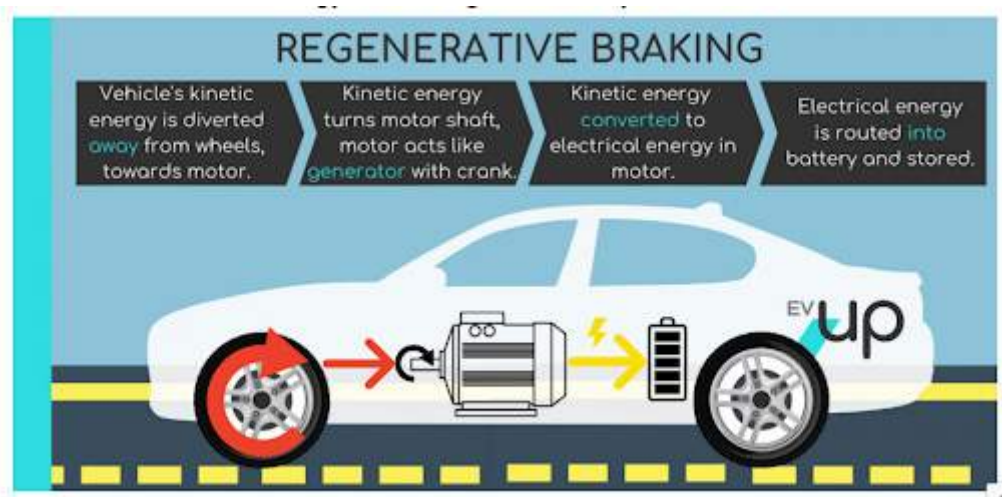 REGENERATIVE BRAKING
Vehicle's kinetic
energy is diverted
away from wheels,
towards motor.
Kinetic energy
turns motor shaft,
motor acts like
generator with crank.
Kinetic energy
converted to
electrical energy in
motor.
Electrical energy
is routed into
battery and stored.
EV up